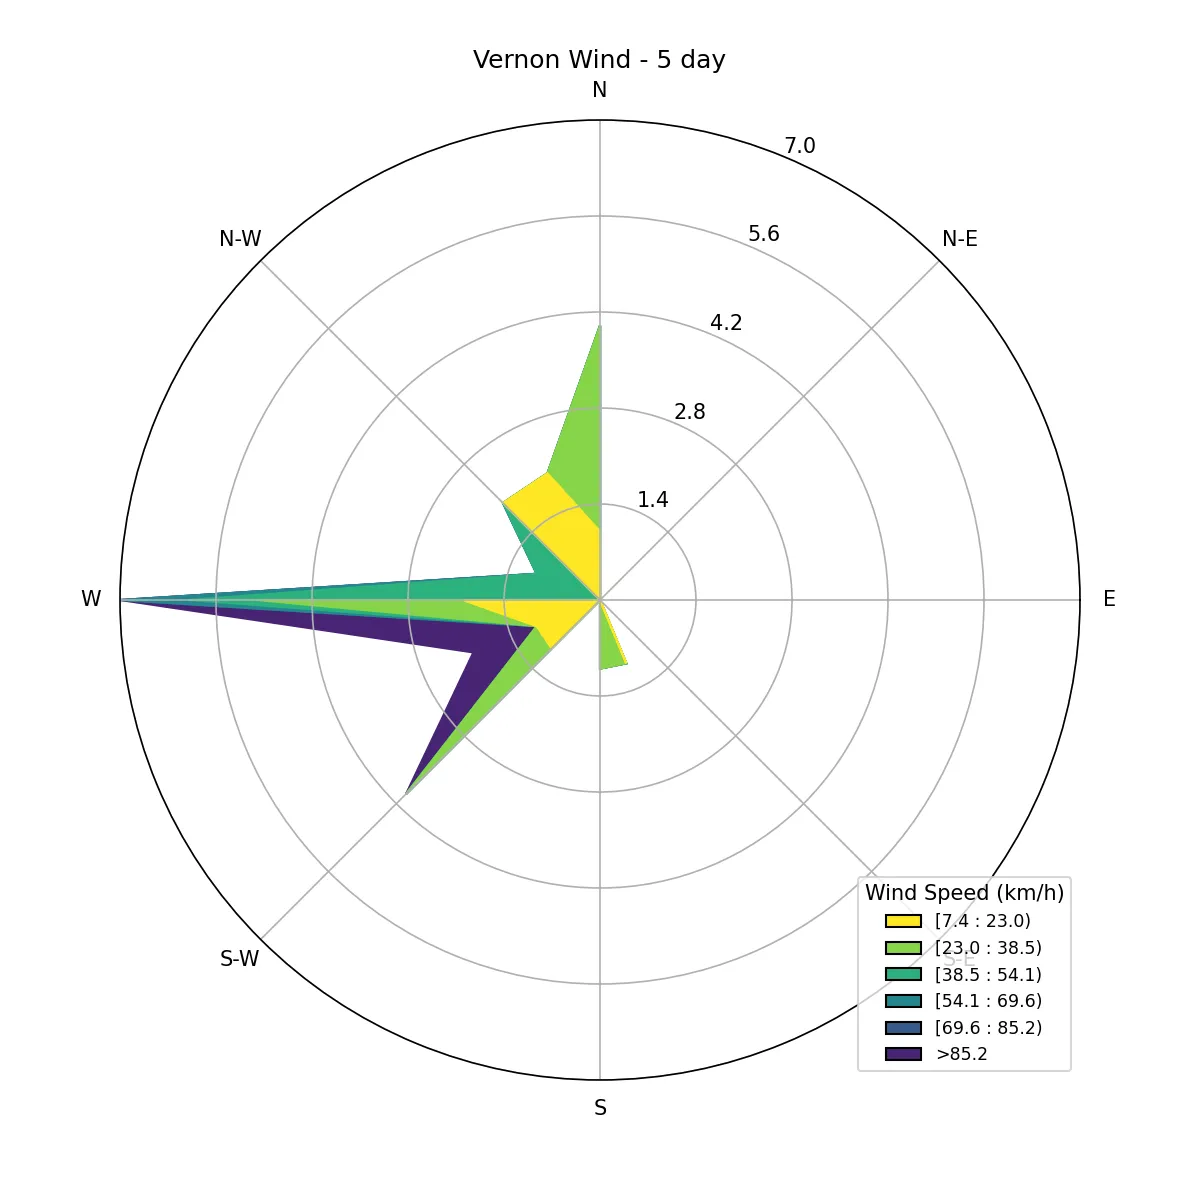 Vernon Wind - 5 day
N
7.0
N-W
N-E
5.6
4.2
2.8
1.4
W
E
S-W
S-E
S
Wind Speed (km/h)
[7.4 : 23.0)
[23.0 : 38.5)
[38.5 : 54.1)
[54.1 : 69.6)
[69.6 : 85.2)
>85.2